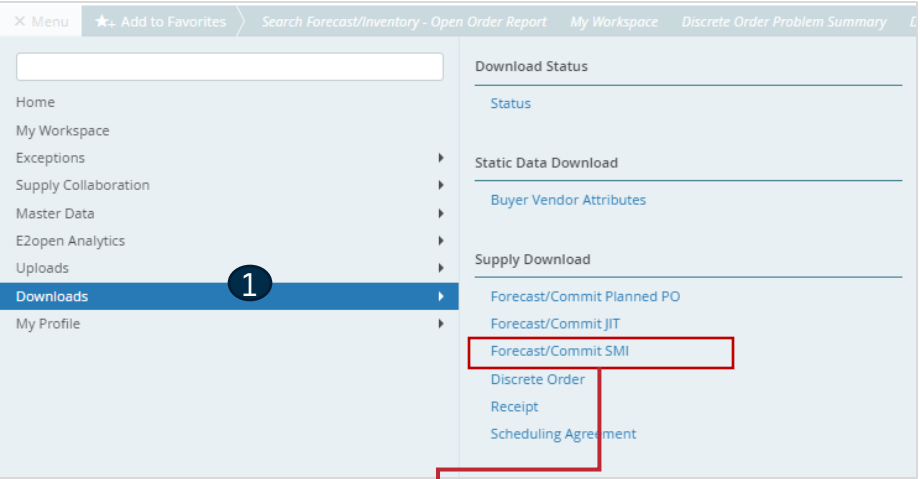 × Menu ★+ Add to Favorites Search Forecast/Inventory - Open Order Report My Workspace Discrete Order Problem Summary
Home
My Workspace
Exceptions
Supply Collaboration
Master Data
E2open Analytics
Uploads
Downloads
1
My Profile
Download Status
Status
Static Data Download
Buyer Vendor Attributes
Supply Download
Forecast/Commit Planned PO
Forecast/Commit JIT
Forecast/Commit SMI
Discrete Order
Receipt
Scheduling Agreement